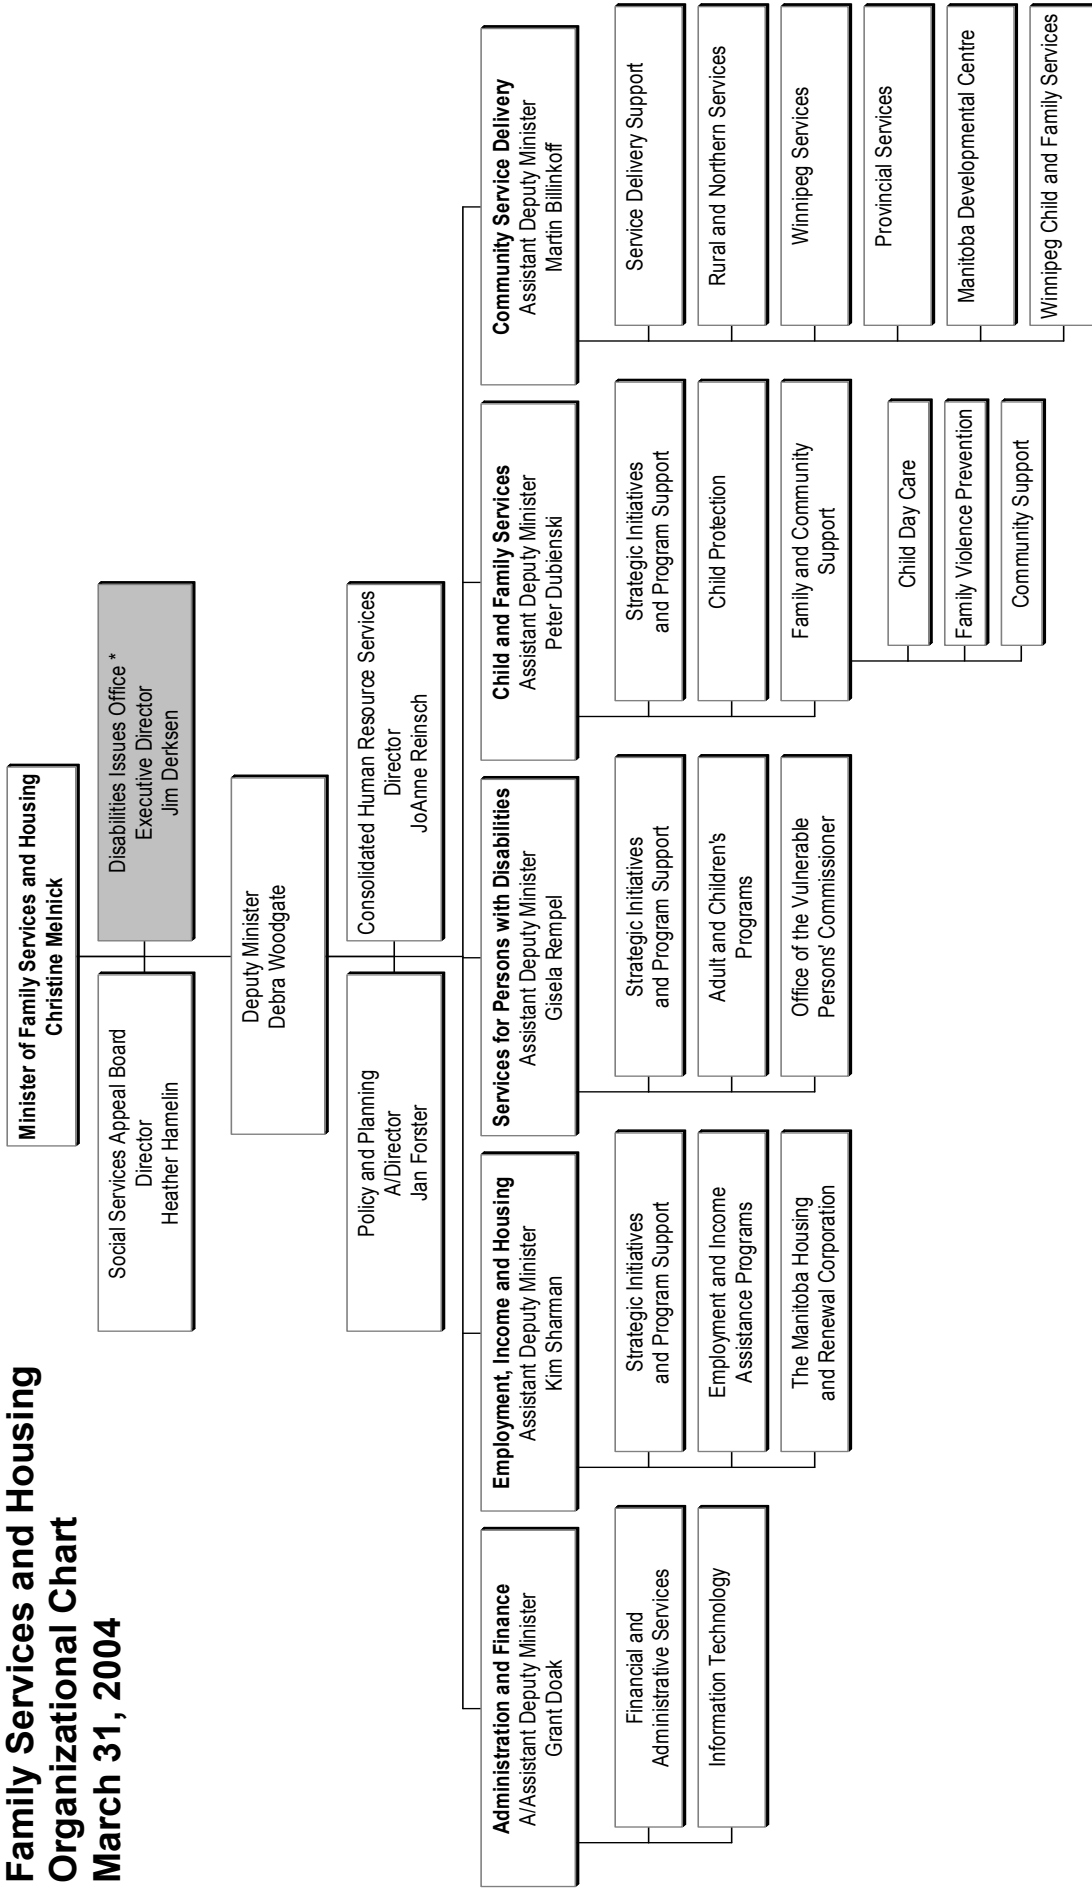 Family Services and Housing
Organizational Chart
March 31, 2004
Minister of Family Services and Housing
Christine Melnick
Social Services Appeal Board
Director
Heather Hamelin
Disabilities Issues Office *
Executive Director
Jim Derksen
Deputy Minister
Debra Woodgate
Policy and Planning
A/Director
Jan Forster
Consolidated Human Resource Services
Director
JoAnne Reinsch
Administration and Finance
A/Assistant Deputy Minister
Grant Doak
Financial and
Administrative Services
Information Technology
Employment, Income and Housing
Assistant Deputy Minister
Kim Sharman
Strategic Initiatives
and Program Support
Employment and Income
Assistance Programs
The Manitoba Housing
and Renewal Corporation
Services for Persons with Disabilities
Assistant Deputy Minister
Gisela Rempel
Strategic Initiatives
and Program Support
Adult and Children's
Programs
Office of the Vulnerable
Persons' Commissioner
Child and Family Services
Assistant Deputy Minister
Peter Dubienski
Strategic Initiatives
and Program Support
Child Protection
Family and Community
Support
Child Day Care
Family Violence Prevention
Community Support
Community Service Delivery
Assistant Deputy Minister
Martin Billinkoff
Service Delivery Support
Rural and Northern Services
Winnipeg Services
Provincial Services
Manitoba Developmental Centre
Winnipeg Child and Family Services